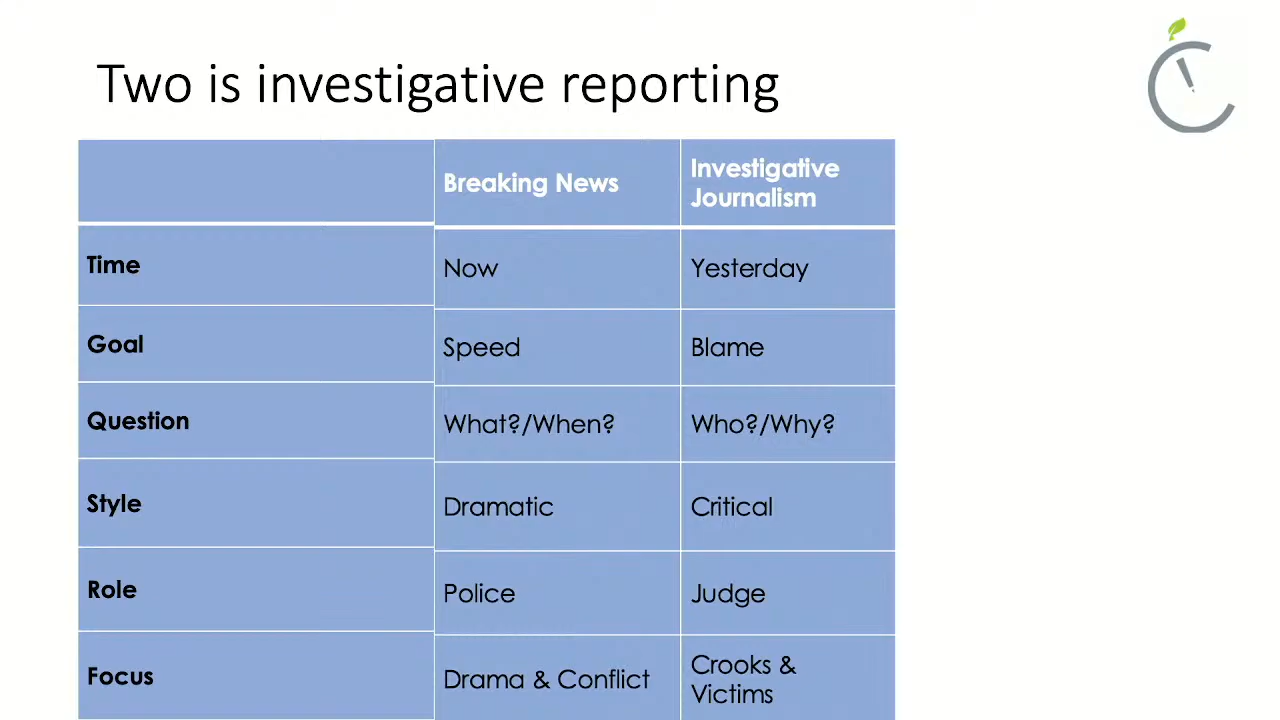 Two is investigative reporting
Breaking News
Investigative
Journalism
Time
Now
Yesterday
Goal
Speed
Blame
Question
What?/When?
Who?/Why?
Style
Dramatic
Critical
Role
Police
Judge
Focus
Drama & Conflict
Crooks &
Victims